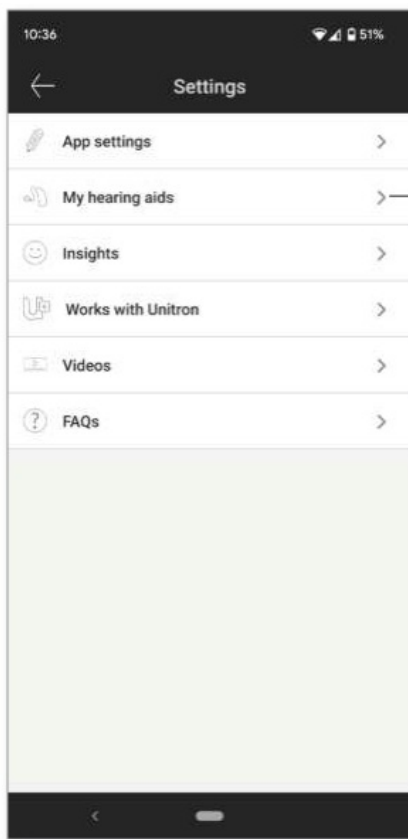 10:36 51%
Settings
App settings
My hearing aids
Insights
Works with Unitron
Videos
FAQs